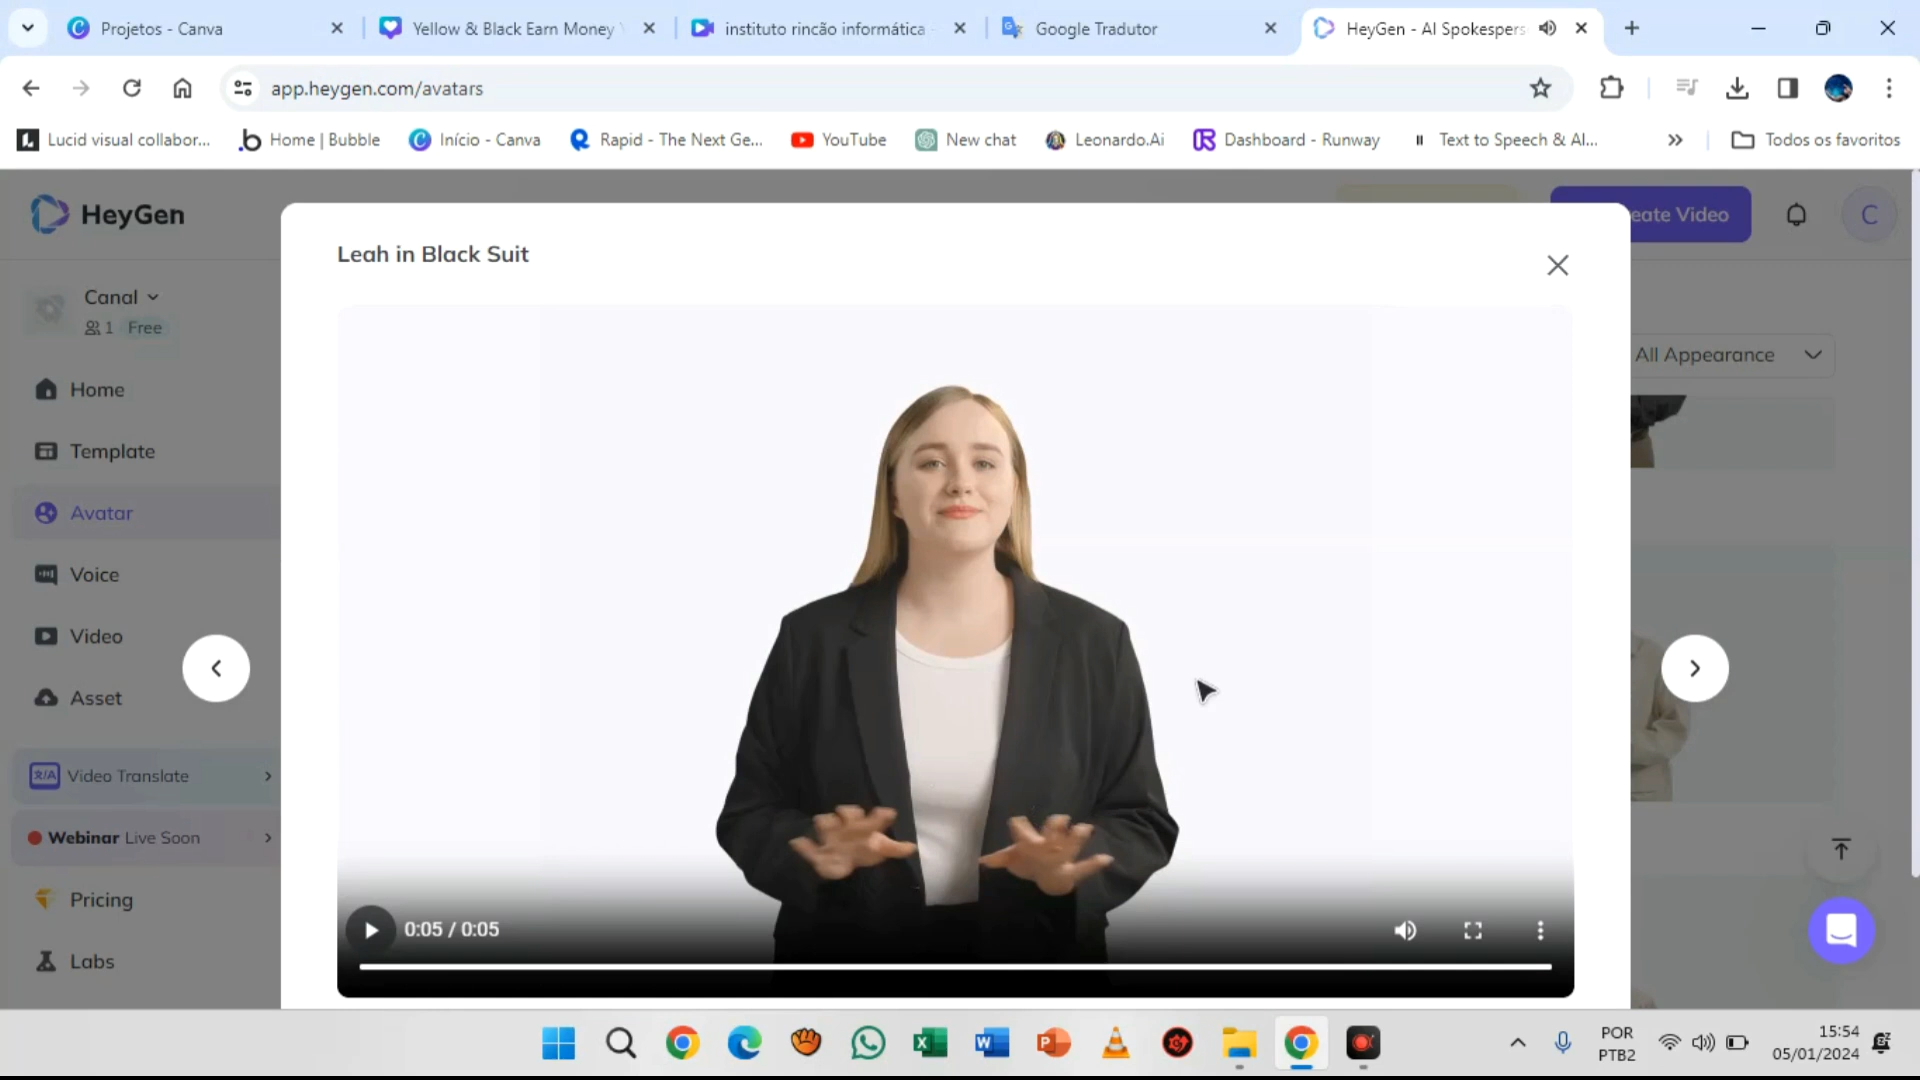 Projetos - Canva
Yellow & Black Earn Money
instituto rincão informática
Google Tradutor
HeyGen - AI Spokespers
app.heygen.com/avatars
Lucid visual collabor...
Home | Bubble
Início - Canva
Rapid - The Next Ge...
YouTube
New chat
Leonardo.Ai
Dashboard - Runway
Text to Speech & AI...
Todos os favoritos
HeyGen
eate Video
C
Leah in Black Suit
Canal
1 Free
All Appearance
Home
Template
Avatar
Voice
Video
Asset
Video Translate
Webinar Live Soon
Pricing
Labs
0:05 / 0:05
POR
PTB2
15:54
05/01/2024